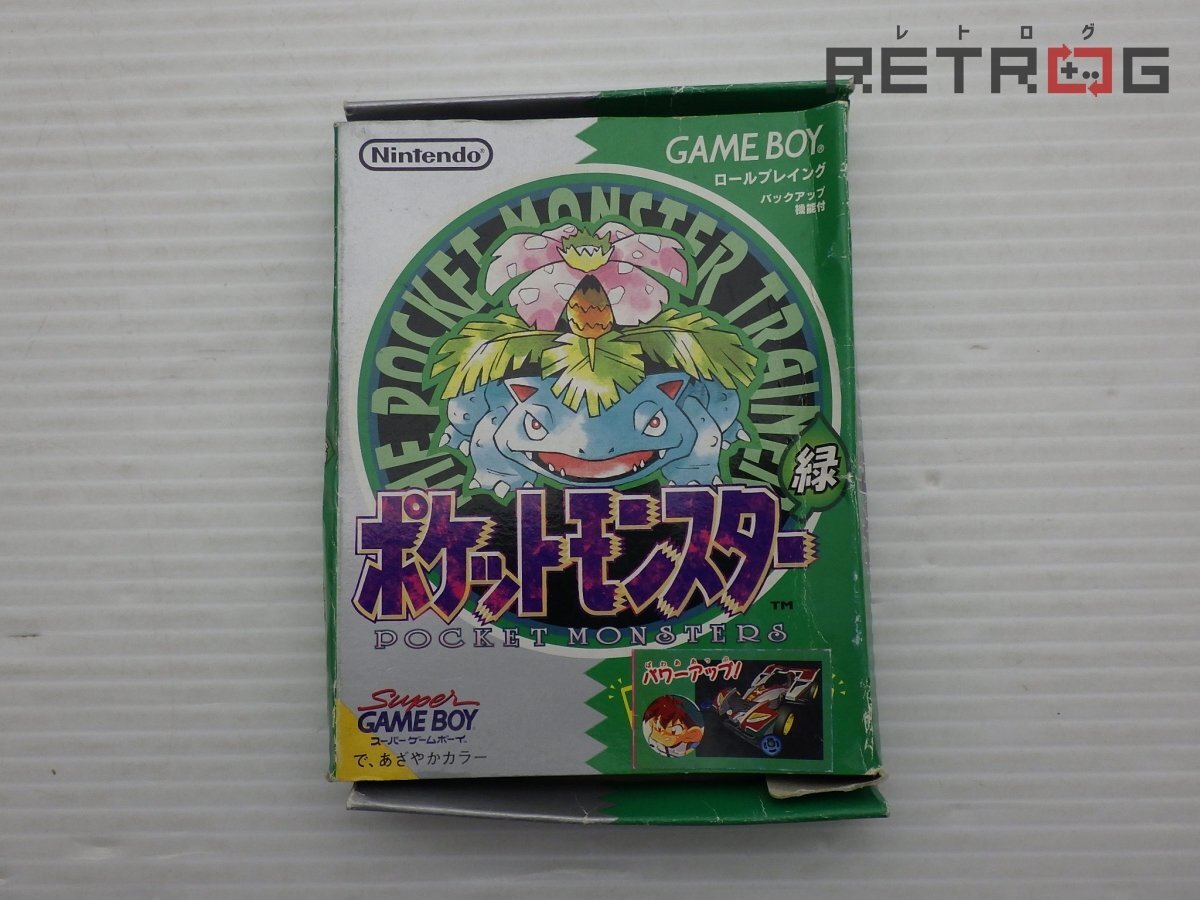 レトログ
RETROG
Nintendo®
GAME BOY®
ロールプレイング
バックアップ
機能付
POCKET MONSTER TRAINE
緑
ポケットモンスター
TM
POCKET MONSTERS
パワーアップ!
Super
GAME BOY
スーパーゲームボーイ
で、あざやかカラー